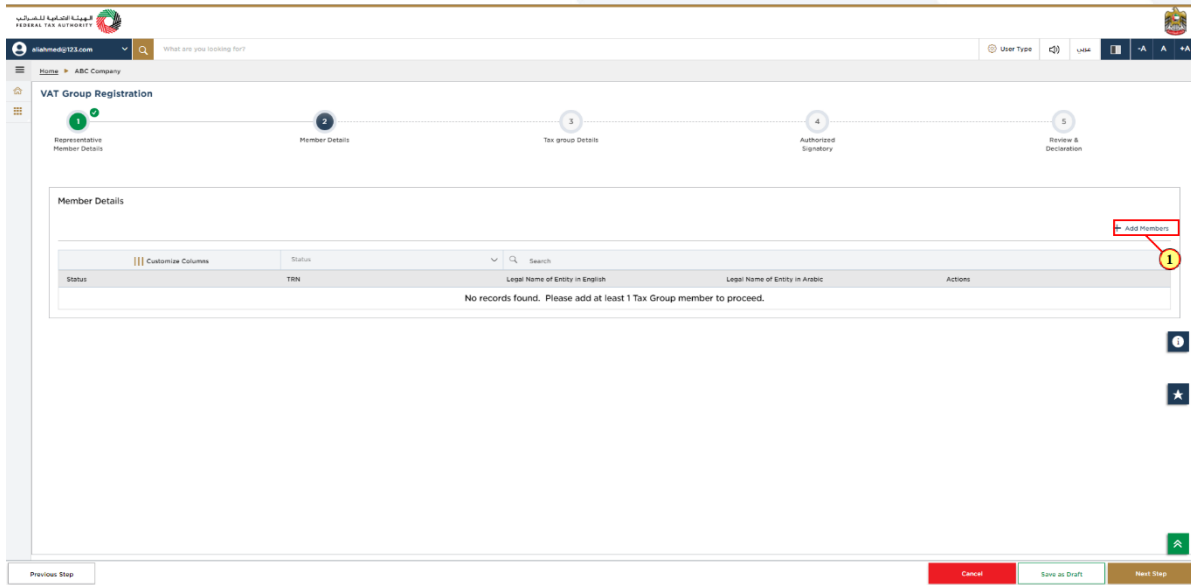 الهيئة الاتحادية للضرائب
FEDERAL TAX AUTHORITY
aliahmed@123.com
What are you looking for?
User Type
عربي
-A A +A
Home ABC Company
VAT Group Registration
1 2 3 4 5
Representative Member Details
Member Details
Tax group Details
Authorized Signatory
Review & Declaration
Member Details
+ Add Members
1
Customize Columns Status Search
Status TRN Legal Name of Entity in English Legal Name of Entity in Arabic Actions
No records found. Please add at least 1 Tax Group member to proceed.
Previous Step Cancel Save as Draft Next Step